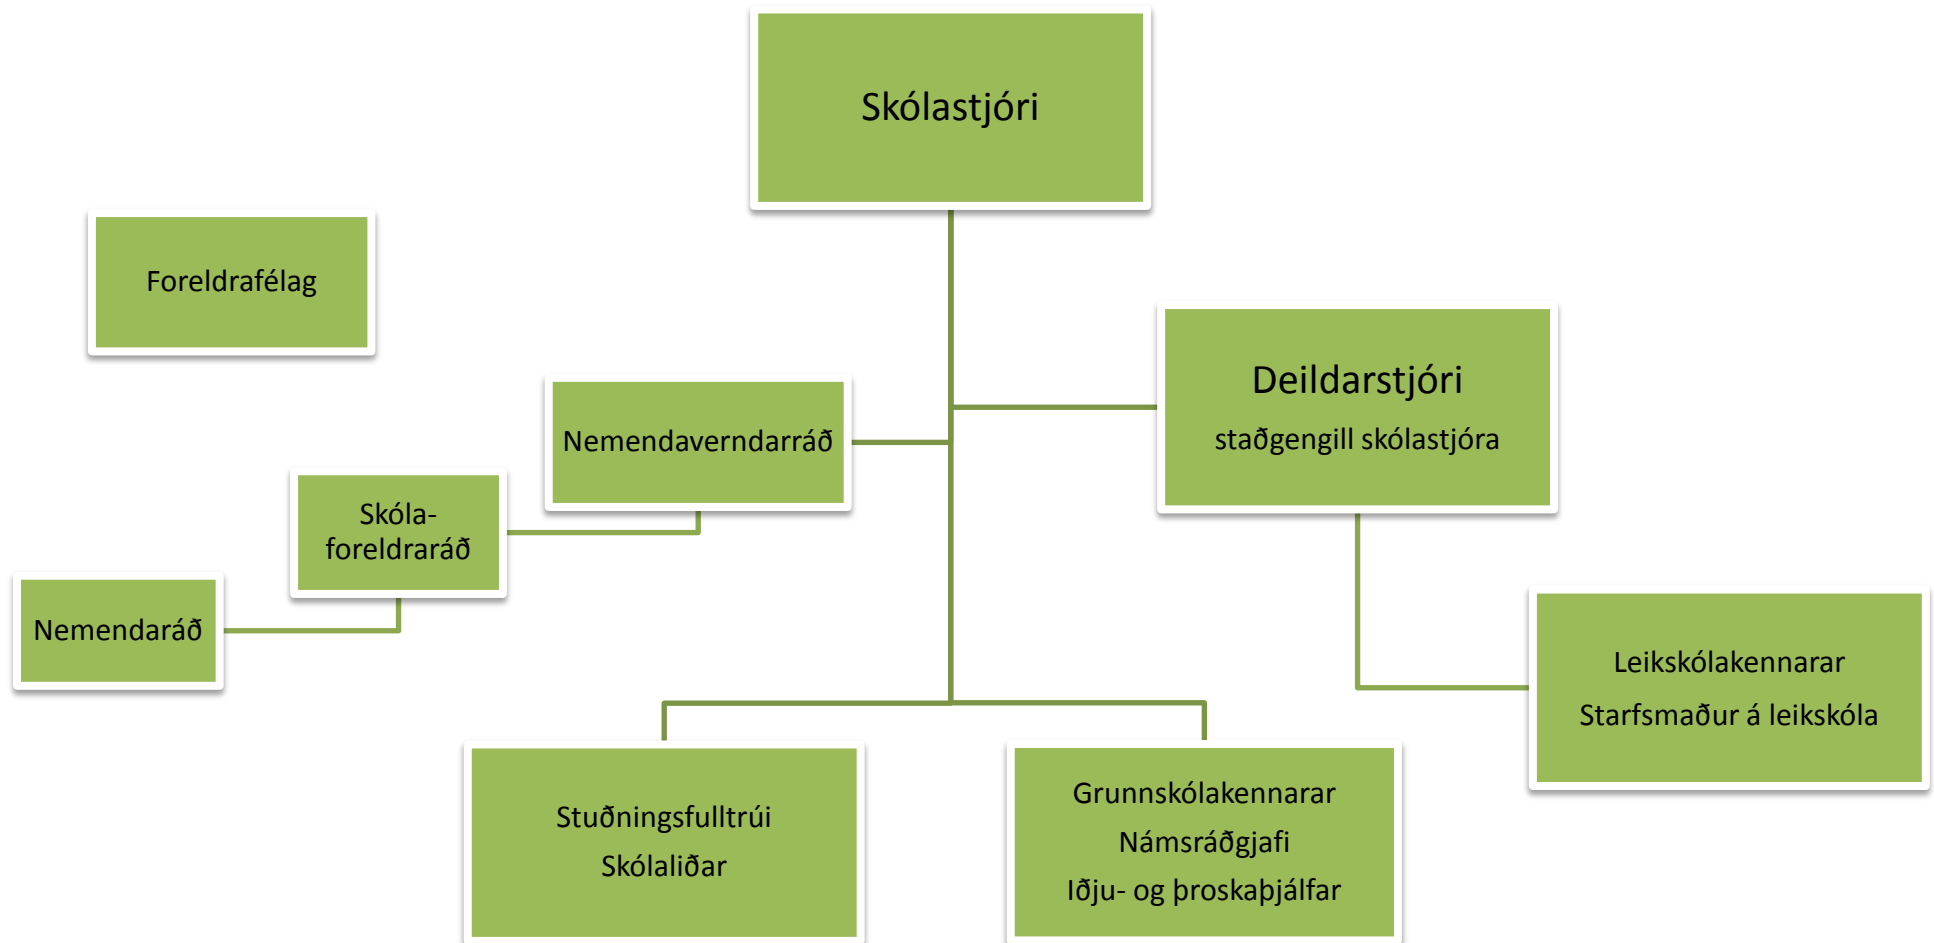 Skólastjóri
Foreldrafélag
Deildarstjóri
staðgengill skólastjóra
Nemendaverndarráð
Skóla-
foreldraráð
Nemendaráð
Leikskólakennarar
Starfsmaður á leikskóla
Stuðningsfulltrúi
Skólaliðar
Grunnskólakennarar
Námsráðgjafi
Iðju- og þroskaþjálfar